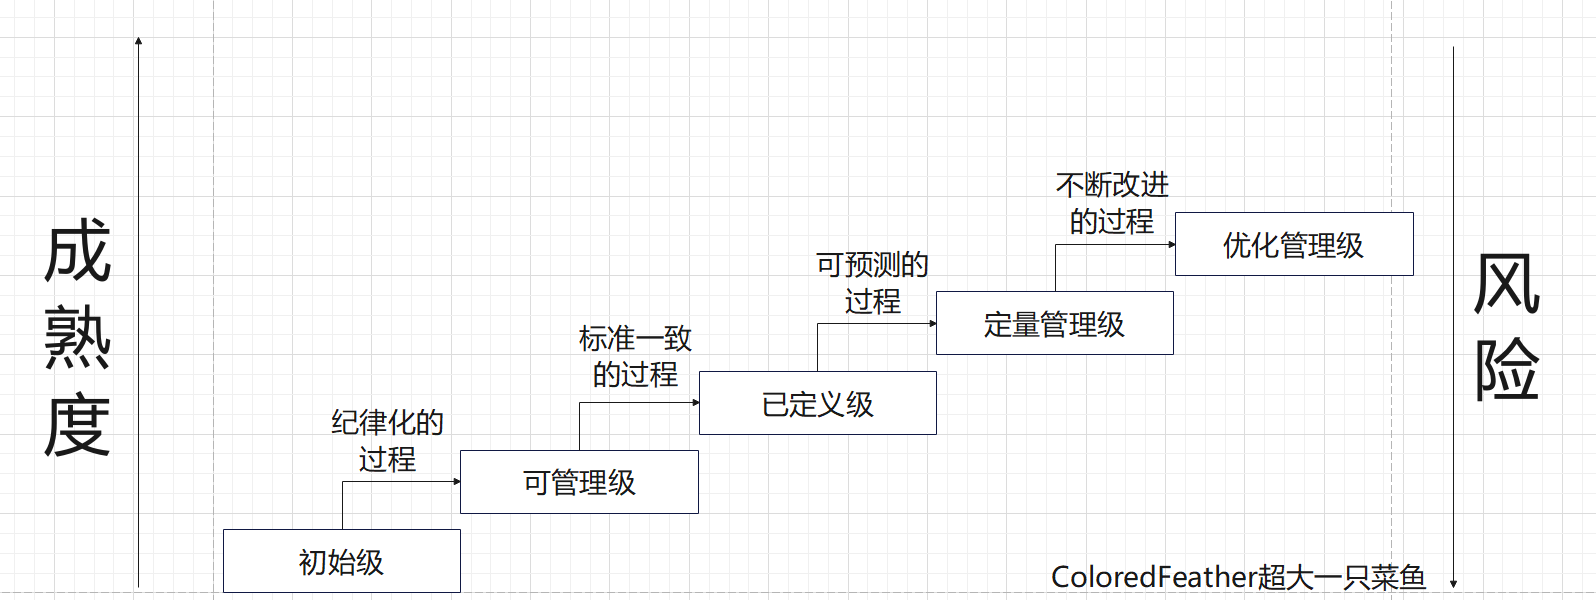 成
熟
度
不断改进
的过程
优化管理级
可预测的
过程
定量管理级
标准一致
的过程
已定义级
纪律化的
过程
可管理级
初始级
风
险
ColoredFeather超大一只菜鱼